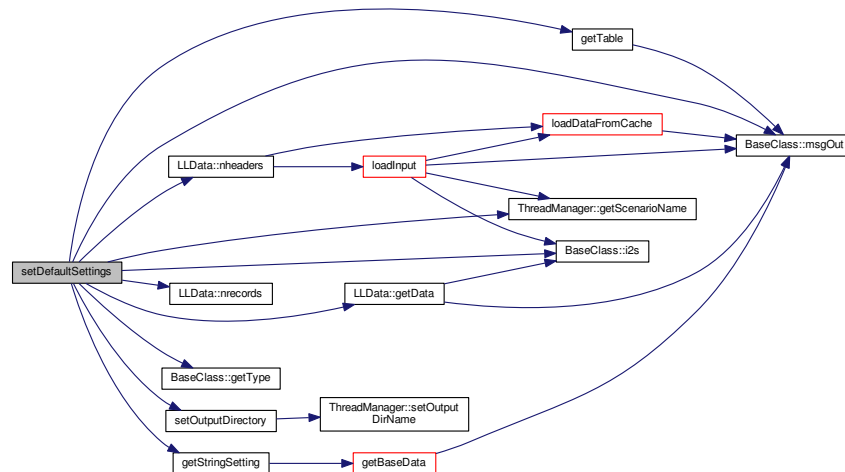 getTable
loadDataFromCache
BaseClass::msgOut
LLData::nheaders
loadInput
ThreadManager::getScenarioName
BaseClass::i2s
setDefaultSettings
LLData::nrecords
LLData::getData
BaseClass::getType
ThreadManager::setOutput
DirName
setOutputDirectory
getStringSetting
getBaseData